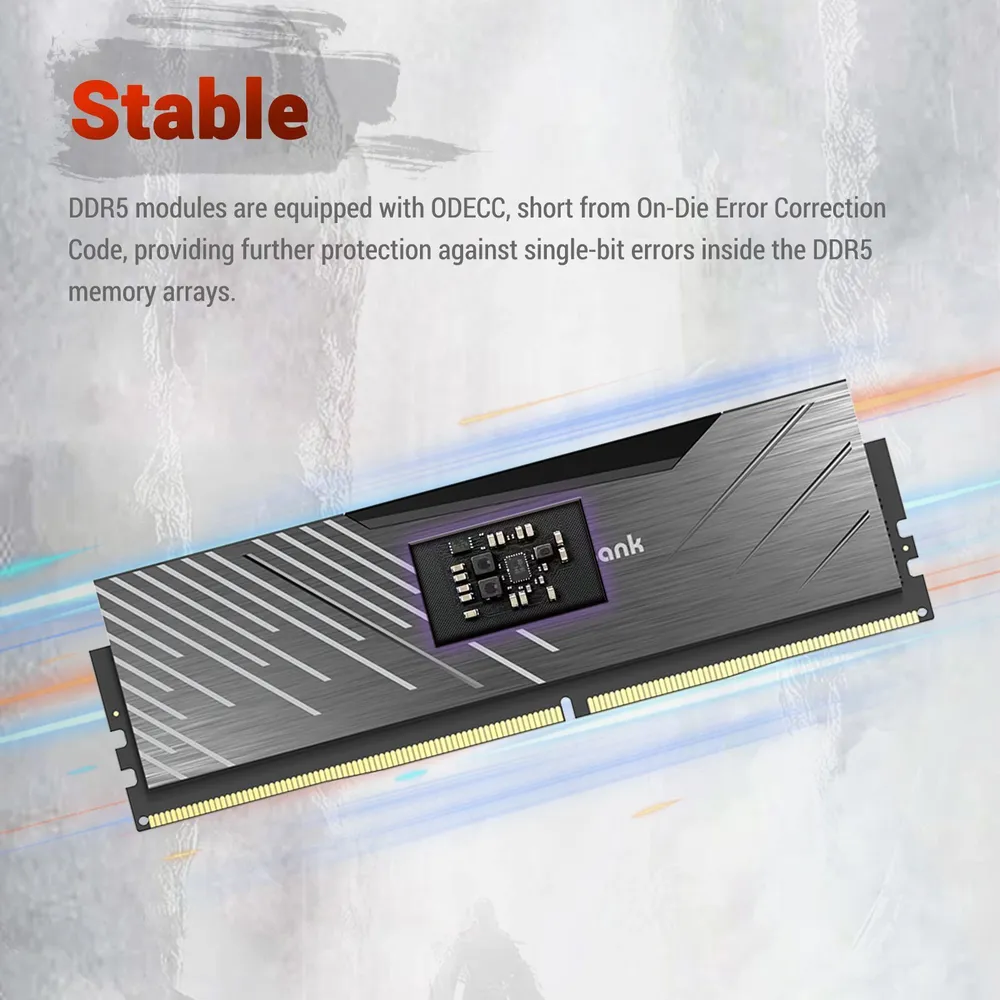 Stable
DDR5 modules are equipped with ODECC, short from On-Die Error Correction
Code, providing further protection against single-bit errors inside the DDR5
memory arrays.
ank